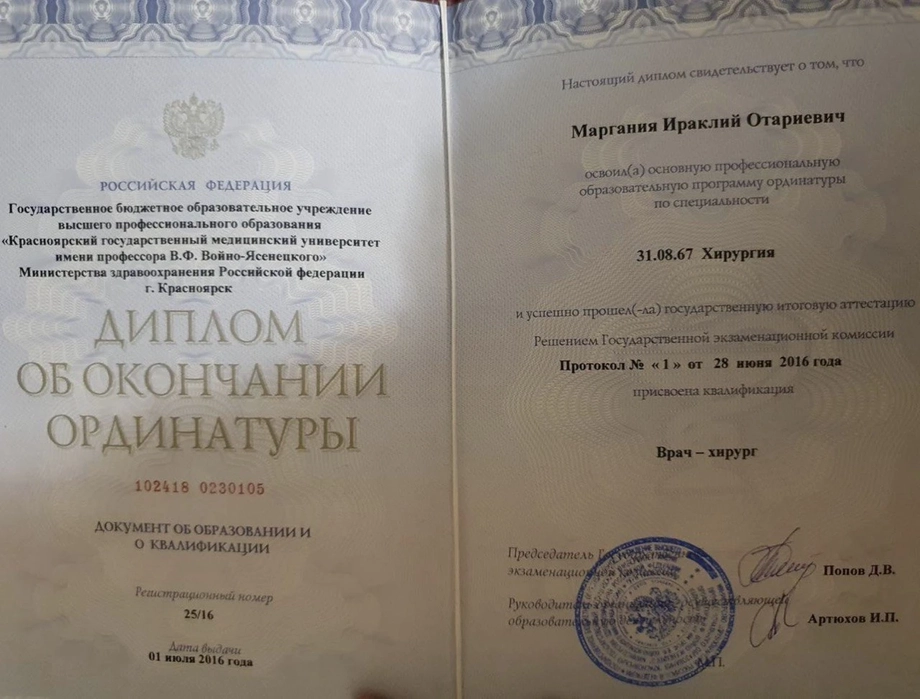 РОССИЙСКАЯ ФЕДЕРАЦИЯ
Государственное бюджетное образовательное учреждение
высшего профессионального образования
«Красноярский государственный медицинский университет
имени профессора В.Ф. Войно-Ясенецкого»
Министерства здравоохранения Российской федерации
г. Красноярск
ДИПЛОМ
ОБ ОКОНЧАНИИ
ОРДИНАТУРЫ
102418 0230105
ДОКУМЕНТ ОБ ОБРАЗОВАНИИ И
О КВАЛИФИКАЦИИ
Регистрационный номер
25/16
Дата выдачи
01 июля 2016 года
Настоящий диплом свидетельствует о том, что
Маргания Ираклий Отариевич
освоил(а) основную профессиональную
образовательную программу ординатуры
по специальности
31.08.67 Хирургия
и успешно прошел(-ла) государственную итоговую аттестацию
Решением Государственной экзаменационной комиссии
Протокол № «1» от 28 июня 2016 года
присвоена квалификация
Врач – хирург
Председатель
экзаменационной
Попов Д.В.
Руководитель
образовательную
Артюхов И.П.
М.П.